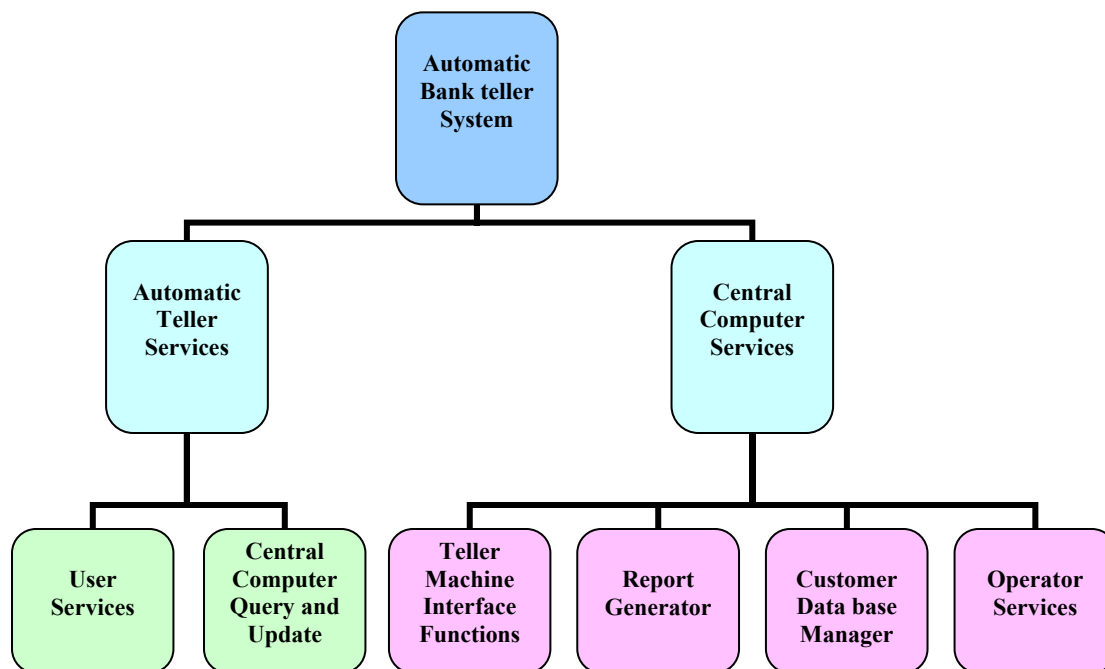 Automatic
Bank teller
System
Automatic
Teller
Services
Central
Computer
Services
User
Services
Central
Computer
Query and
Update
Teller
Machine
Interface
Functions
Report
Generator
Customer
Data base
Manager
Operator
Services